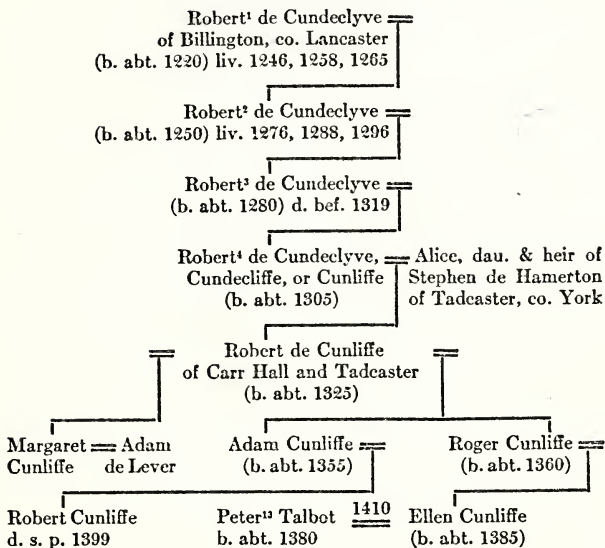 Robert¹ de Cundeclyve
of Billington, co. Lancaster
(b. abt. 1220) liv. 1246, 1258, 1265
Robert² de Cundeclyve
(b. abt. 1250) liv. 1276, 1288, 1296
Robert³ de Cundeclyve
(b. abt. 1280) d. bef. 1319
Robert⁴ de Cundeclyve,
Cundecliffe, or Cunliffe
(b. abt. 1305)
Alice, dau. & heir of
Stephen de Hamerton
of Tadcaster, co. York
Robert de Cunliffe
of Carr Hall and Tadcaster
(b. abt. 1325)
Margaret
Cunliffe
Adam
de Lever
Adam Cunliffe
(b. abt. 1355)
Roger Cunliffe
(b. abt. 1360)
Robert Cunliffe
d. s. p. 1399
Peter¹³ Talbot
b. abt. 1380
1410
Ellen Cunliffe
(b. abt. 1385)